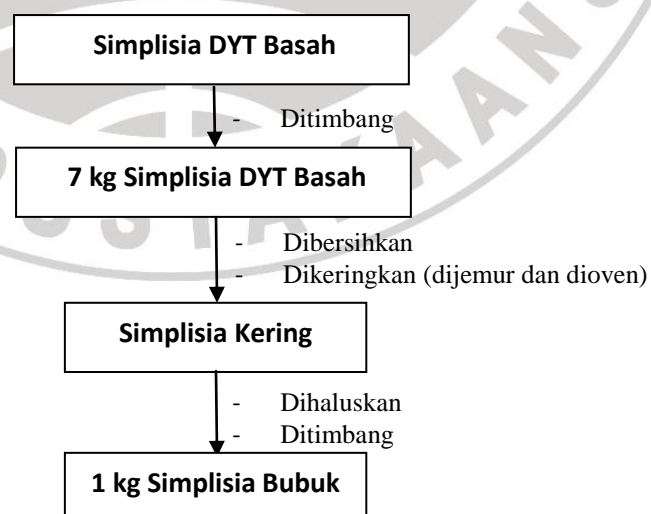 Simplisia DYT Basah
- Ditimbang
7 kg Simplisia DYT Basah
- Dibersihkan
- Dikeringkan (dijemur dan dioven)
Simplisia Kering
- Dihaluskan
- Ditimbang
1 kg Simplisia Bubuk